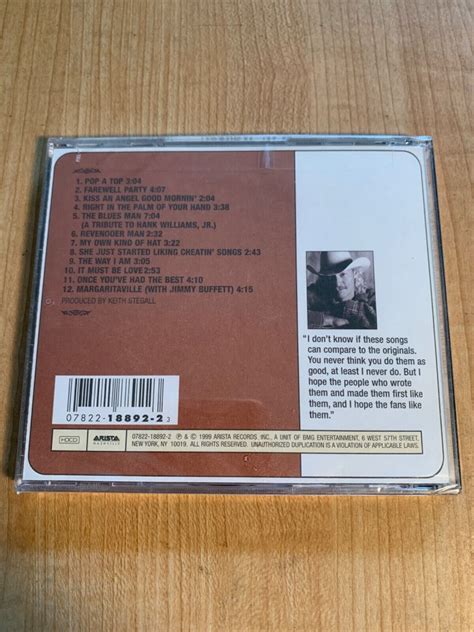 1. POP A TOP 3:04
2. FAREWELL PARTY 4:07
3. KISS AN ANGEL GOOD MORNIN' 2:04
4. RIGHT IN THE PALM OF YOUR HAND 3:38
5. THE BLUES MAN 7:04
(A TRIBUTE TO HANK WILLIAMS, JR.)
6. REVENOOER MAN 2:32
7. MY OWN KIND OF HAT 3:22
8. SHE JUST STARTED LIKING CHEATIN' SONGS 2:43
9. THE WAY I AM 3:05
10. IT MUST BE LOVE 2:53
11. ONCE YOU'VE HAD THE BEST 4:10
12. MARGARITAVILLE (WITH JIMMY BUFFETT) 4:15
PRODUCED BY KEITH STEGALL
"I don't know if these songs
can compare to the originals.
You never think you do them as
good, at least I never do. But I
hope the people who wrote
them and made them first like
them, and I hope the fans like
them."
07822-18892-2 3
HDCD
ARISTA
NASHVILLE
07822-18892-2 ℗ & © 1999 ARISTA RECORDS, INC., A UNIT OF BMG ENTERTAINMENT, 6 WEST 57TH STREET,
NEW YORK, NY 10019. ALL RIGHTS RESERVED. UNAUTHORIZED DUPLICATION IS A VIOLATION OF APPLICABLE LAWS.